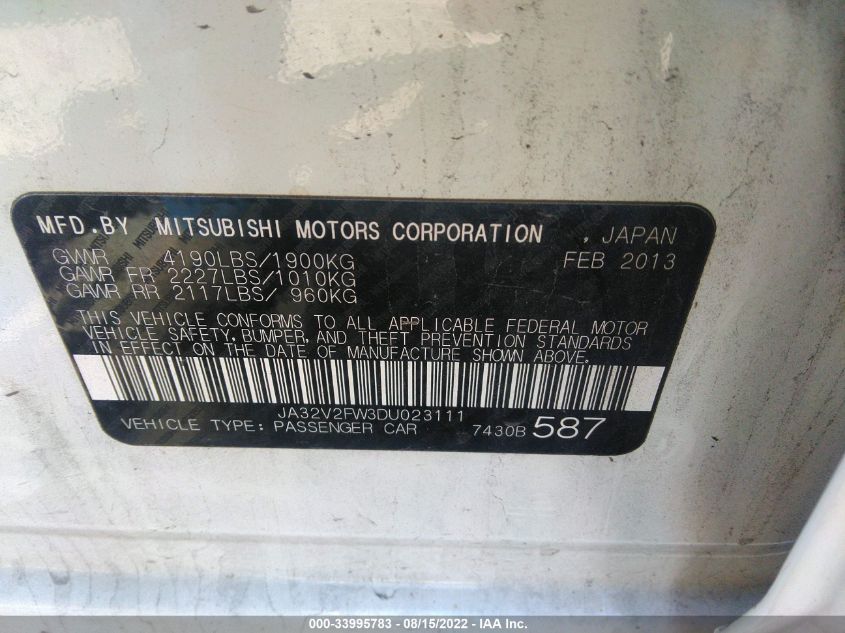 MFD.BY MITSUBISHI MOTORS CORPORATION , JAPAN
GVWR 4190LBS/1900KG FEB 2013
GAWR FR 2227LBS/1010KG
GAWR RR 2117LBS/ 960KG
THIS VEHICLE CONFORMS TO ALL APPLICABLE FEDERAL MOTOR
VEHICLE SAFETY, BUMPER, AND THEFT PREVENTION STANDARDS
IN EFFECT ON THE DATE OF MANUFACTURE SHOWN ABOVE.
JA32V2FW3DU023111
VEHICLE TYPE: PASSENGER CAR 7430B 587
000-33995783 - 08/15/2022 - IAA Inc.